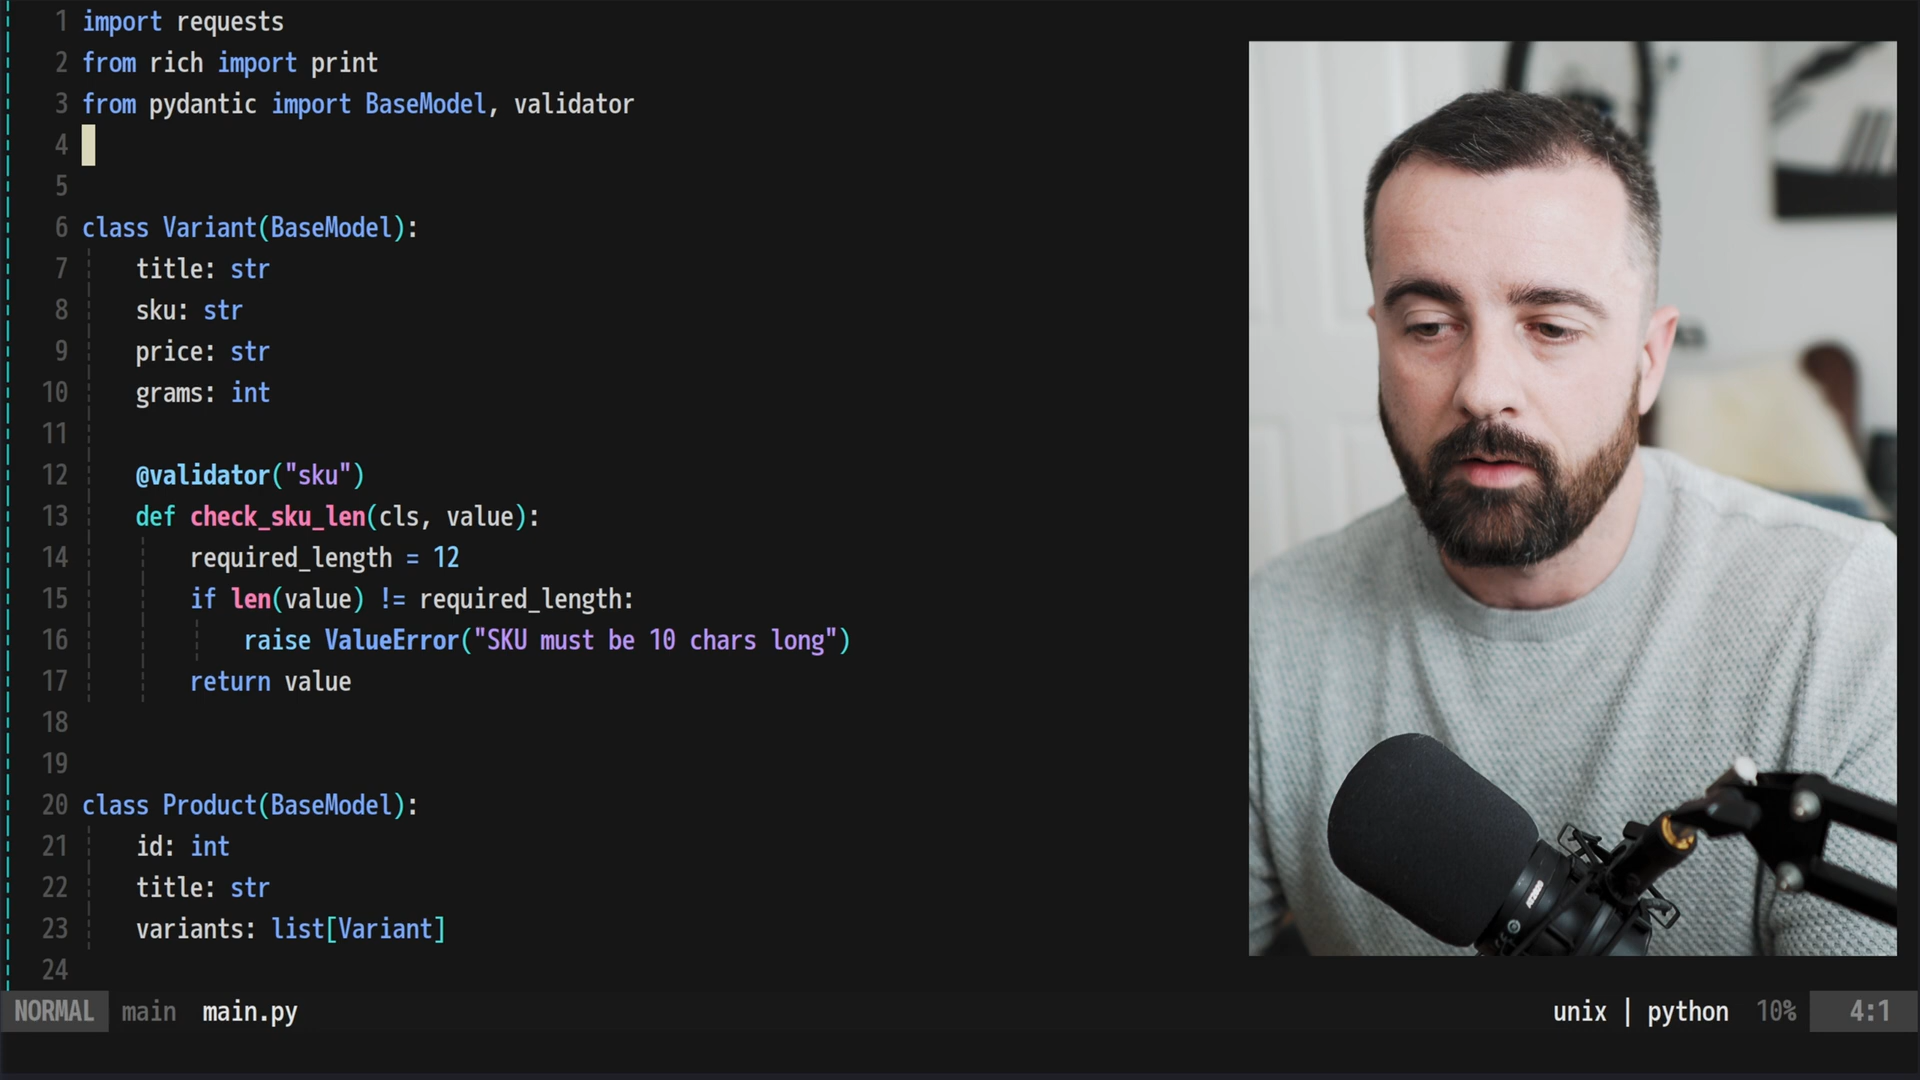 1 import requests
2 from rich import print
3 from pydantic import BaseModel, validator
4
5
6 class Variant(BaseModel):
7 title: str
8 sku: str
9 price: str
10 grams: int
11
12 @validator("sku")
13 def check_sku_len(cls, value):
14 required_length = 12
15 if len(value) != required_length:
16 raise ValueError("SKU must be 10 chars long")
17 return value
18
19
20 class Product(BaseModel):
21 id: int
22 title: str
23 variants: list[Variant]
24
NORMAL main main.py unix | python 10% 4:1